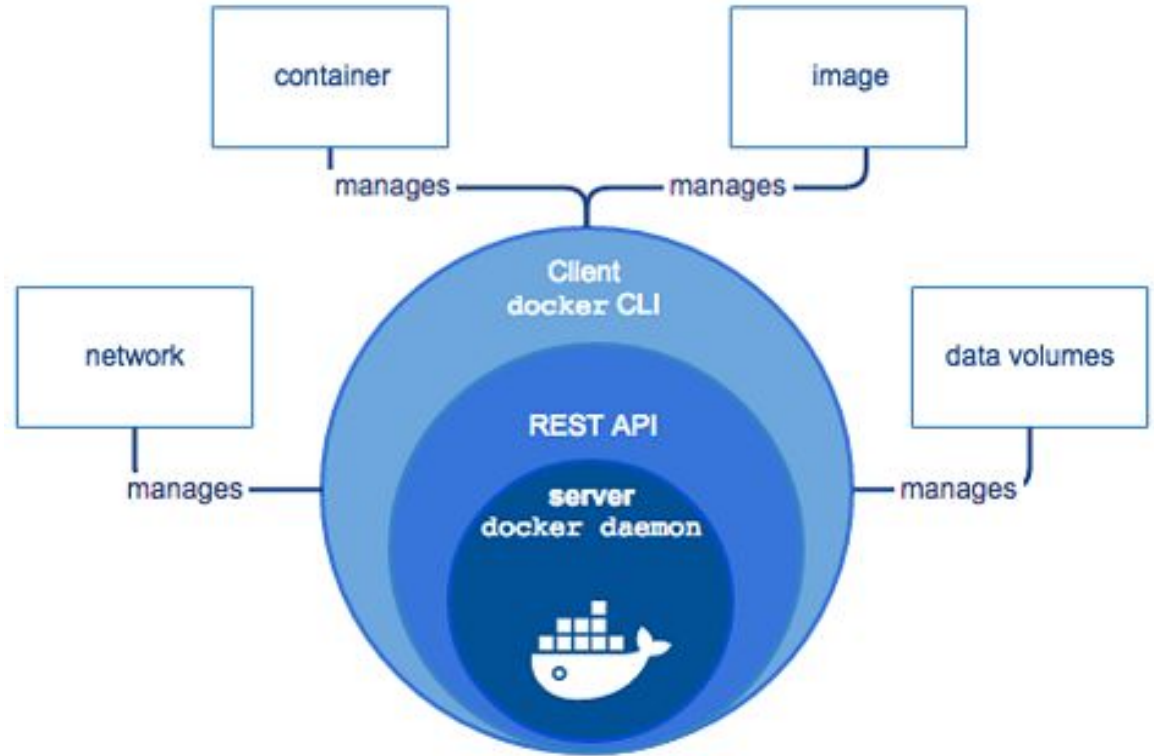 container
image
manages
manages
Client
docker CLI
network
data volumes
REST API
manages
manages
server
docker daemon